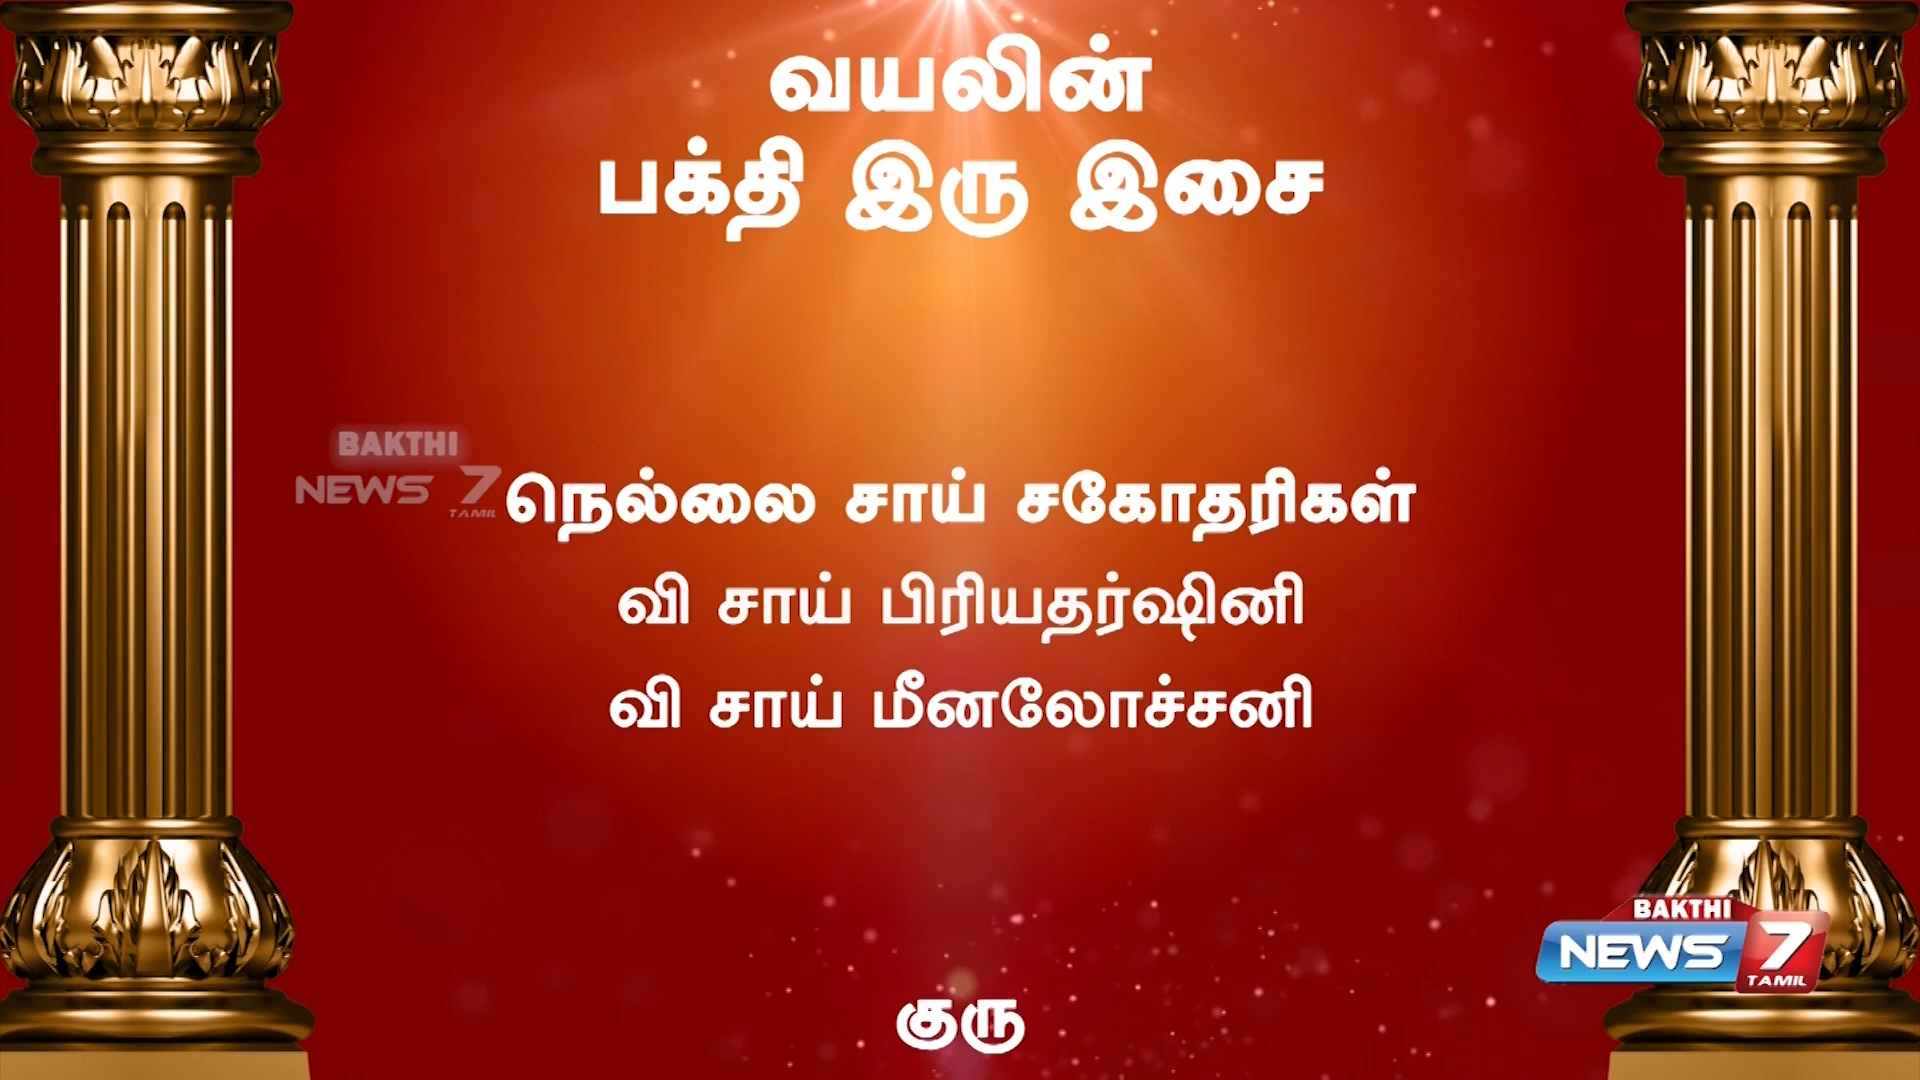 வயலின்
பக்தி இரு இசை
BAKTHI
NEWS 7
TAMIL
நெல்லை சாய் சகோதரிகள்
வி சாய் பிரியதர்ஷினி
வி சாய் மீனலோச்சனி
BAKTHI
NEWS 7
TAMIL
குரு